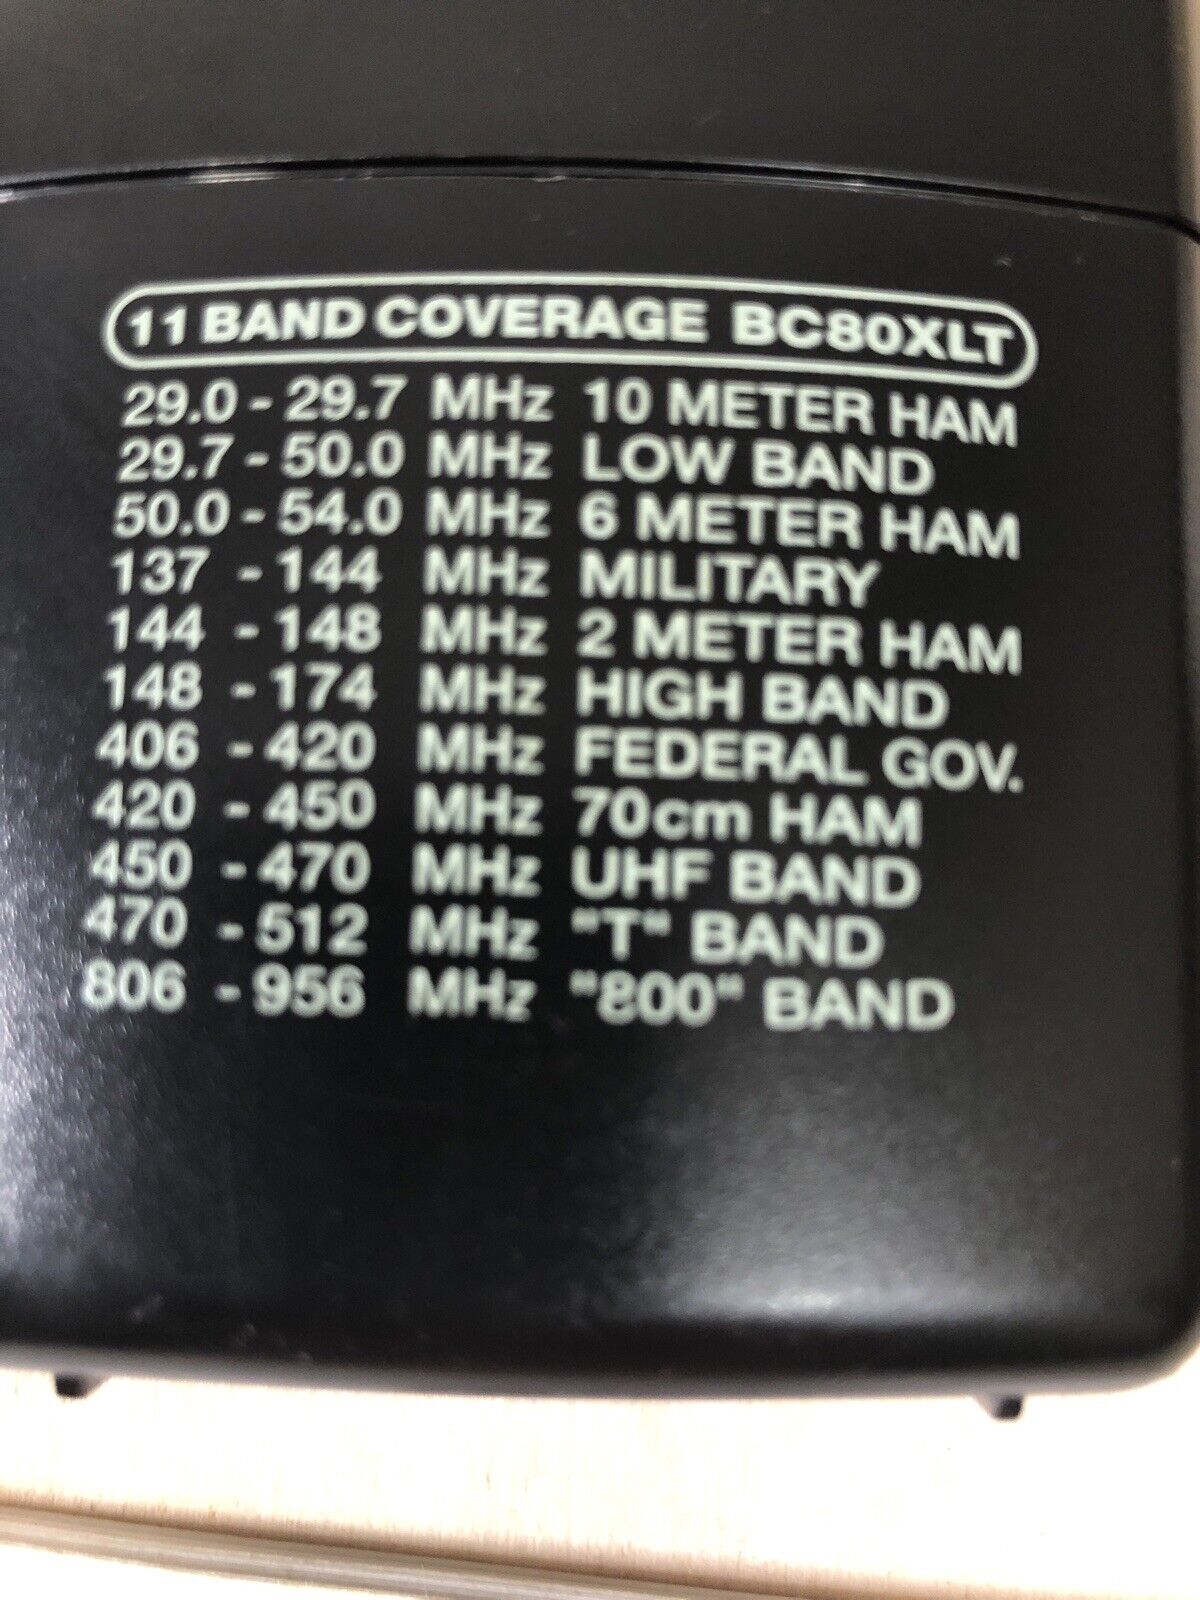 11 BAND COVERAGE BC80XLT
29.0 - 29.7 MHz 10 METER HAM
29.7 - 50.0 MHz LOW BAND
50.0 - 54.0 MHz 6 METER HAM
137 - 144 MHz MILITARY
144 - 148 MHz 2 METER HAM
148 - 174 MHz HIGH BAND
406 - 420 MHz FEDERAL GOV.
420 - 450 MHz 70cm HAM
450 - 470 MHz UHF BAND
470 - 512 MHz "T" BAND
806 - 956 MHz "800" BAND